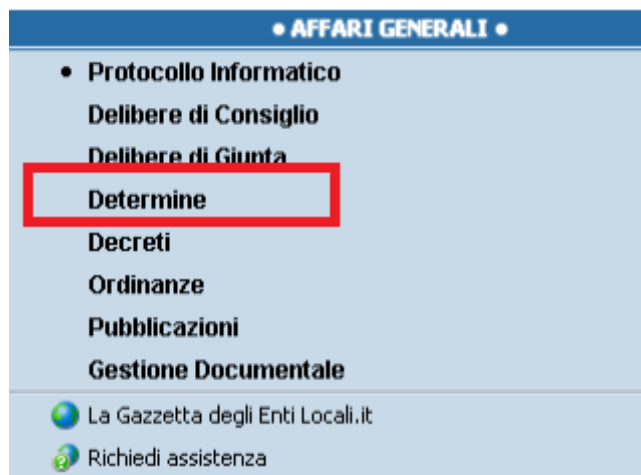 • AFFARI GENERALI •
• Protocollo Informatico
Delibere di Consiglio
Delibere di Giunta
Determine
Decreti
Ordinanze
Pubblicazioni
Gestione Documentale
La Gazzetta degli Enti Locali.it
Richiedi assistenza